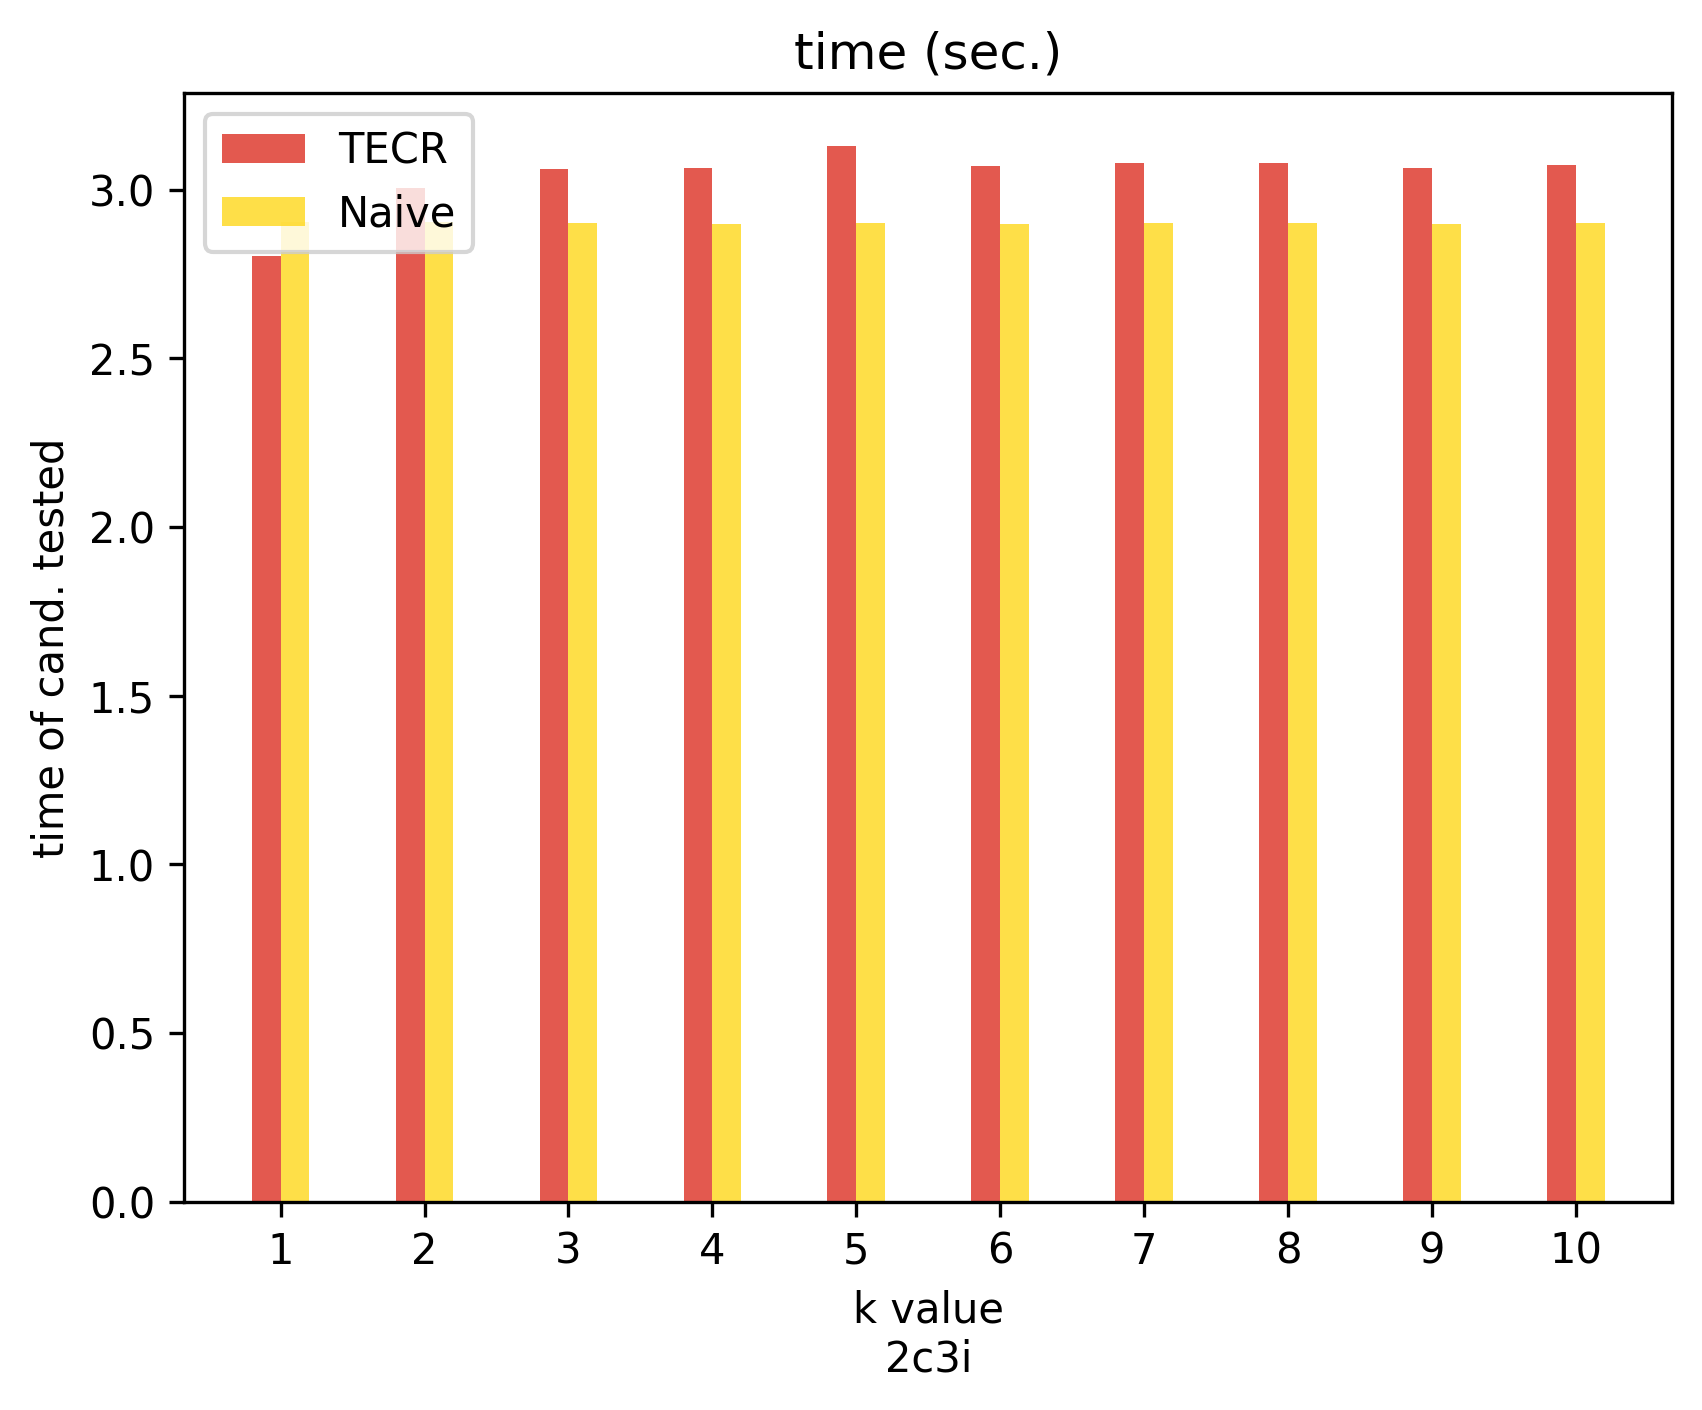 time (sec.)
TECR
Naive
3.0
2.5
2.0
1.5
1.0
0.5
0.0
time of cand. tested
1 2 3 4 5 6 7 8 9 10
k value
2c3i